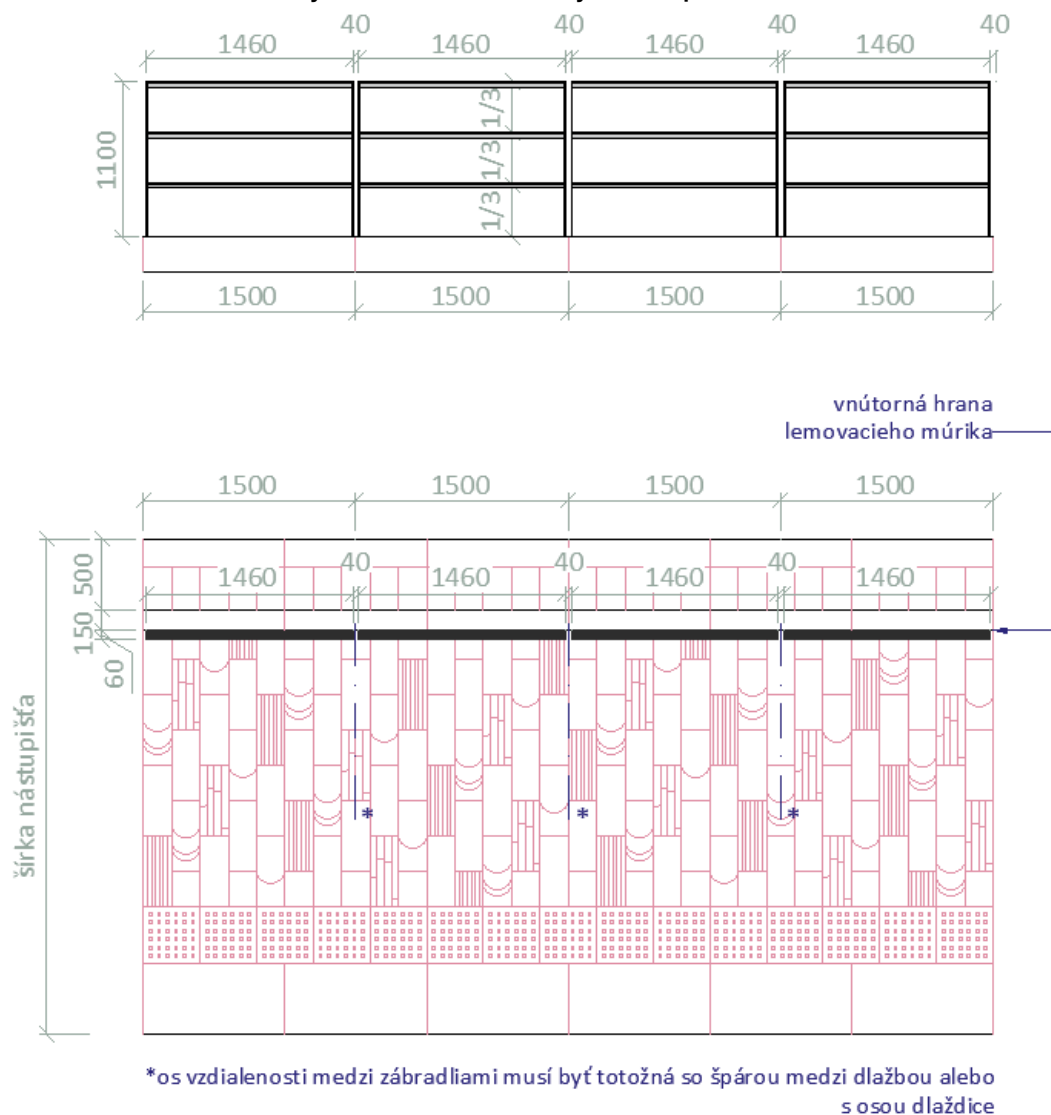 40 40 40 40
1460 1460 1460 1460
1100
1/3
1/3
1/3
1500 1500 1500 1500
vnútorná hrana
lemovacieho múrika
1500 1500 1500 1500
40 40 40
1460 1460 1460 1460
500
150
60
šírka nástupišťa
* * *
*os vzdialenosti medzi zábradliami musí byť totožná so špárou medzi dlažbou alebo
s osou dlaždice